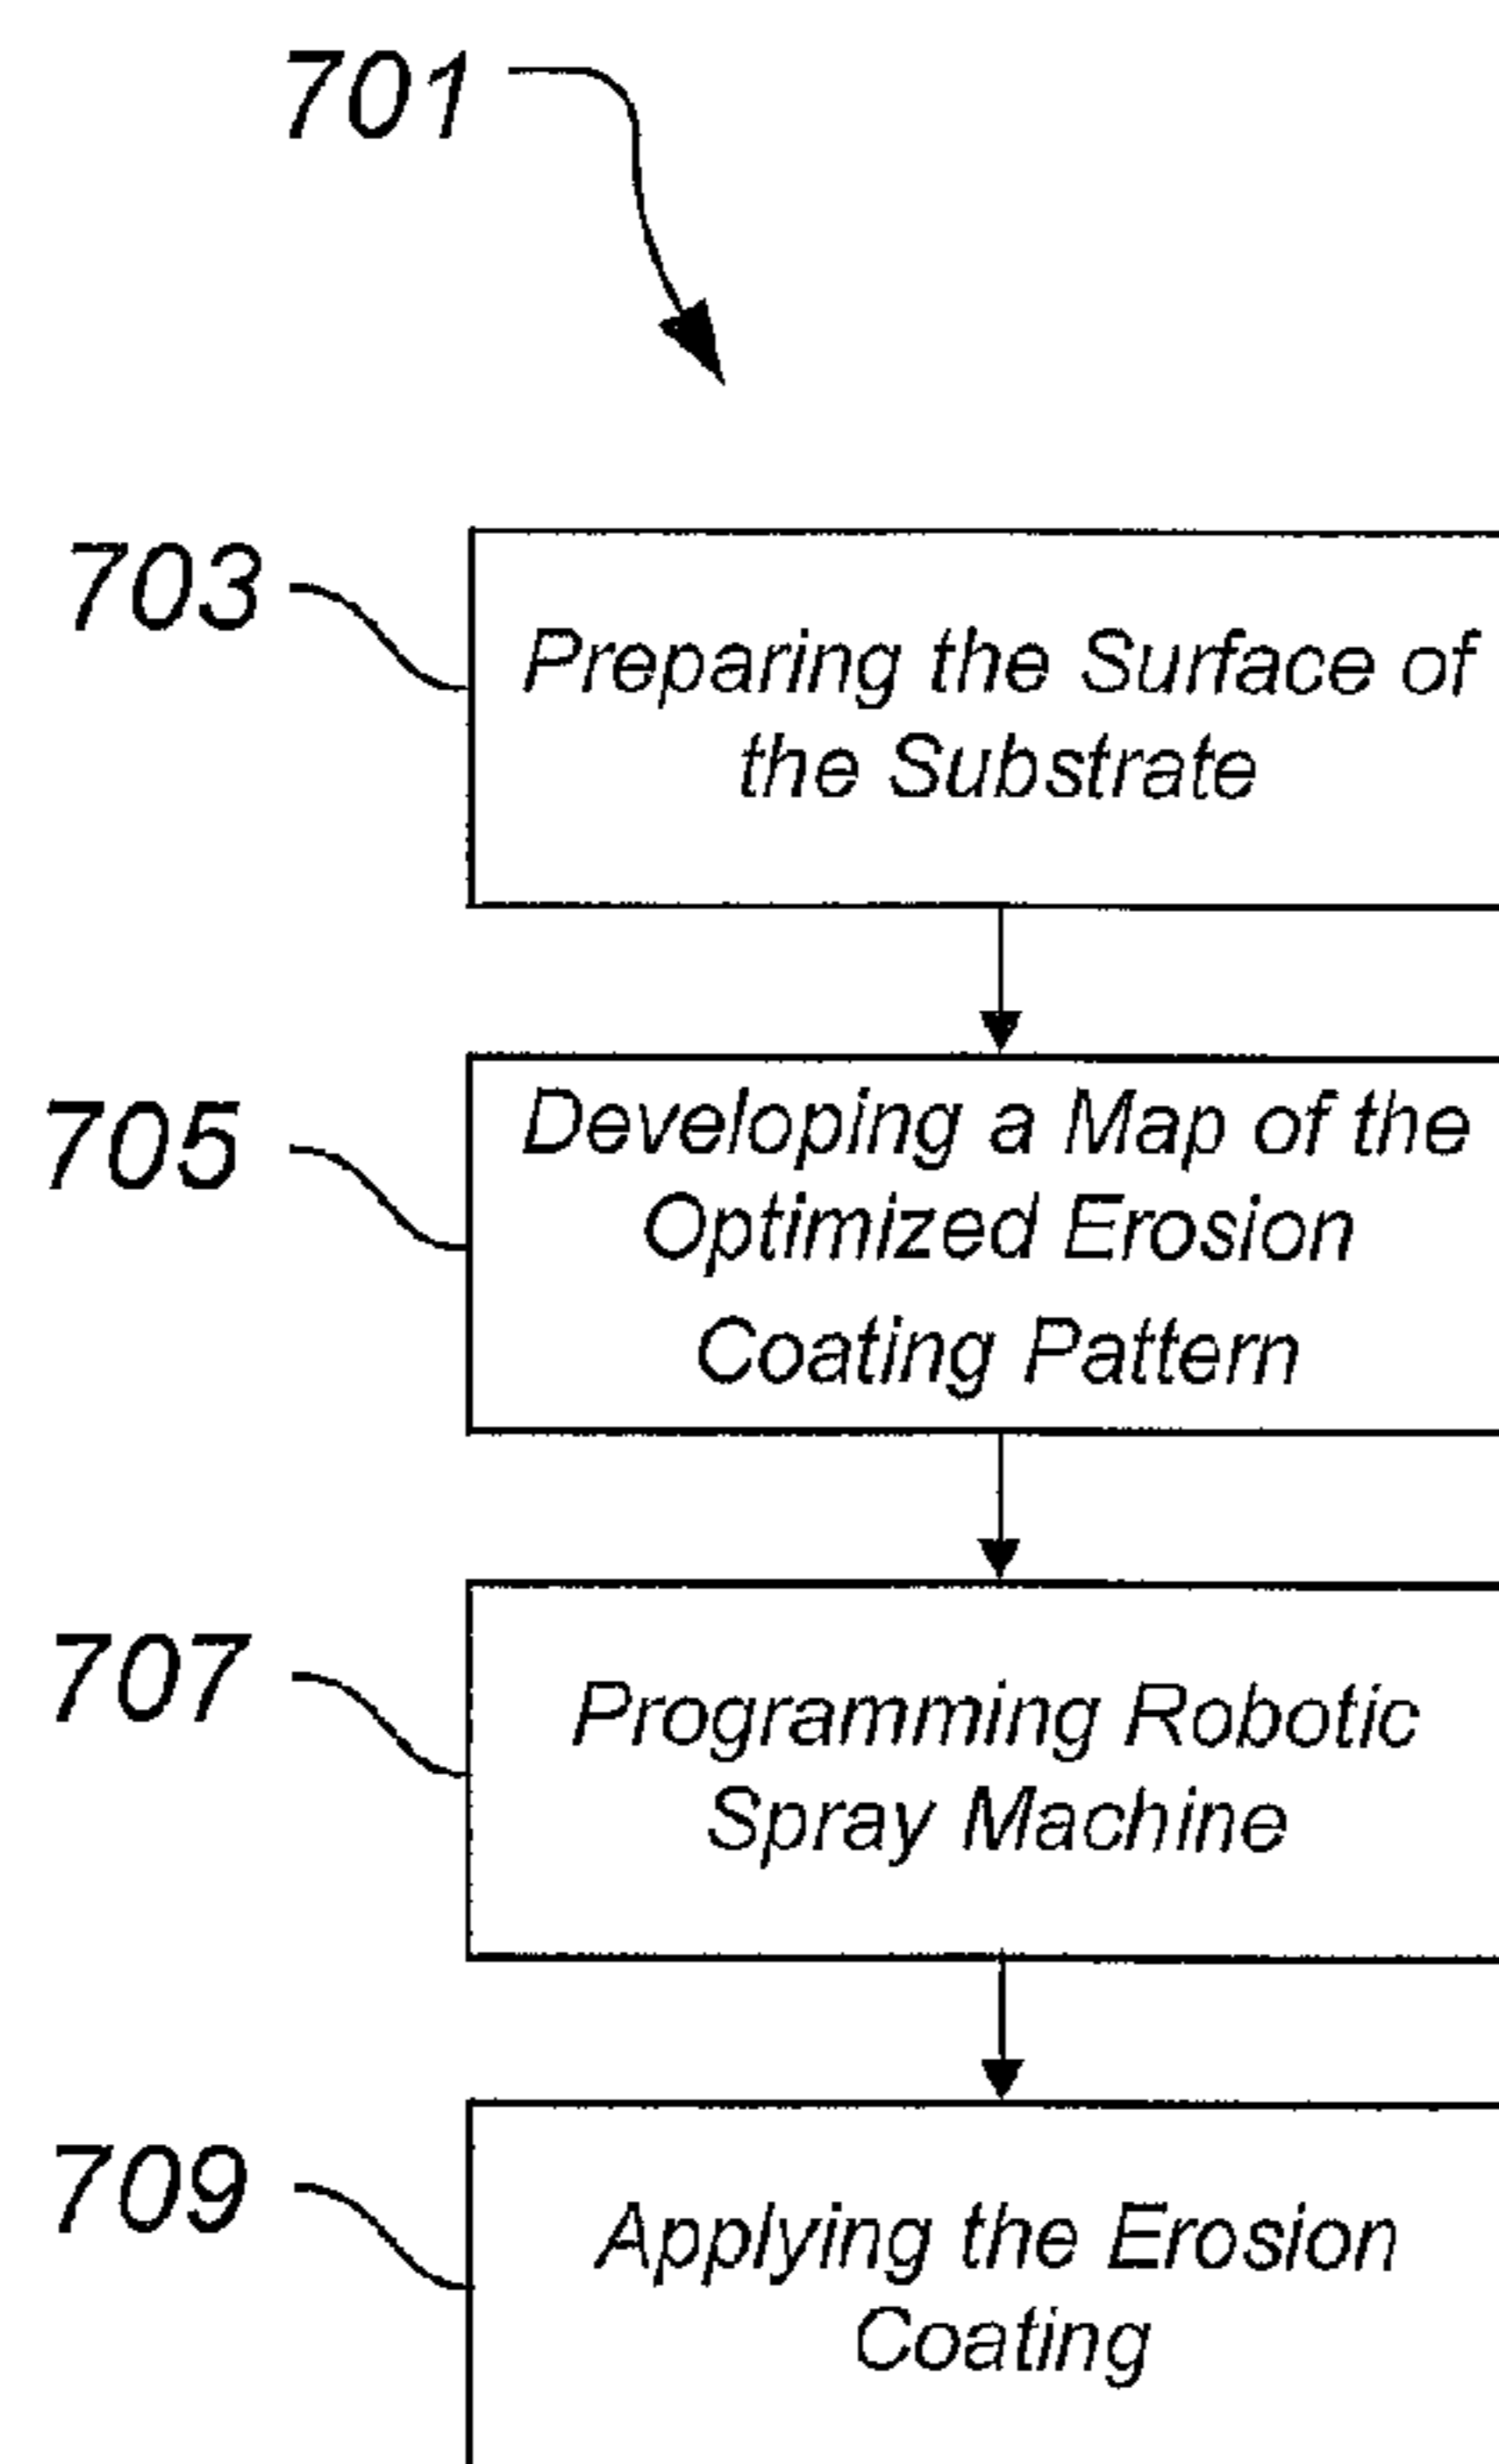 701
703
Preparing the Surface of
the Substrate
705
Developing a Map of the
Optimized Erosion
Coating Pattern
707
Programming Robotic
Spray Machine
709
Applying the Erosion
Coating